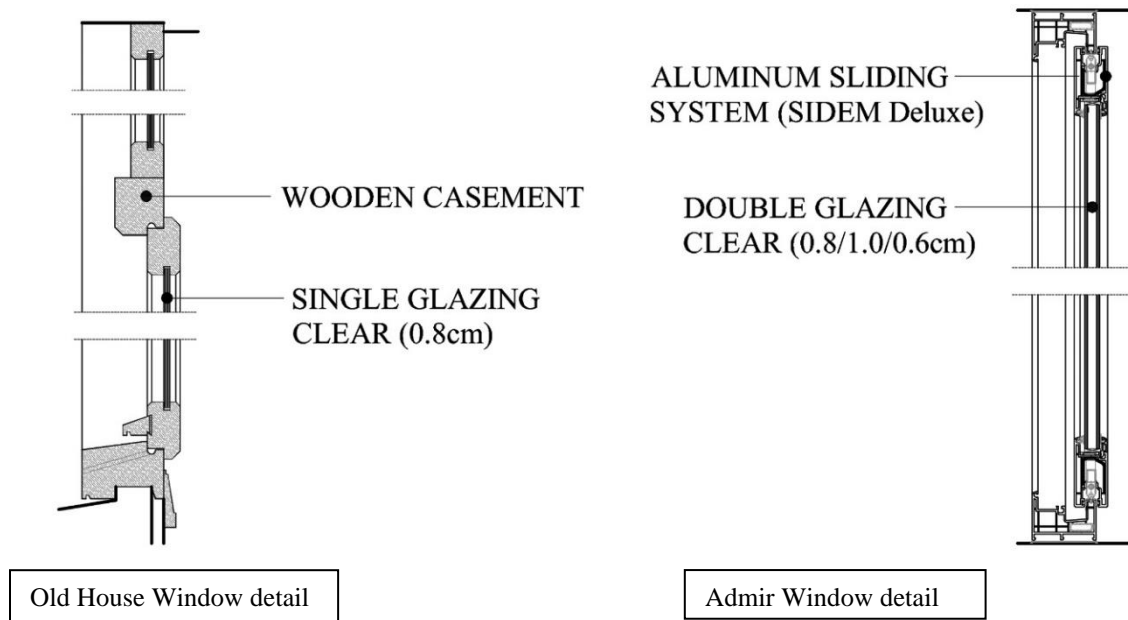 WOODEN CASEMENT
SINGLE GLAZING
CLEAR (0.8cm)
Old House Window detail
ALUMINUM SLIDING
SYSTEM (SIDEM Deluxe)
DOUBLE GLAZING
CLEAR (0.8/1.0/0.6cm)
Admir Window detail